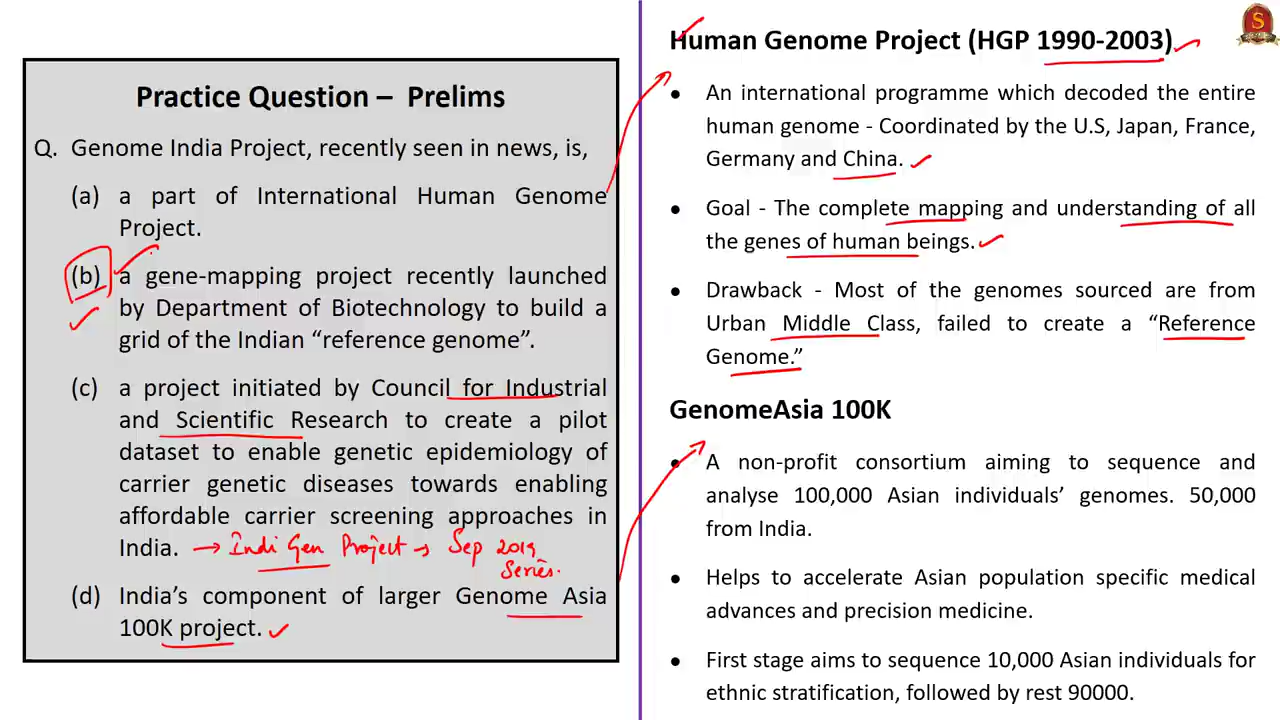 Practice Question – Prelims
Q. Genome India Project, recently seen in news, is,
(a) a part of International Human Genome
Project.
(b) a gene-mapping project recently launched
by Department of Biotechnology to build a
grid of the Indian “reference genome”.
(c) a project initiated by Council for Industrial
and Scientific Research to create a pilot
dataset to enable genetic epidemiology of
carrier genetic diseases towards enabling
affordable carrier screening approaches in
India. → IndiGen Project → Sep 2019
Series.
(d) India’s component of larger Genome Asia
100K project.
Human Genome Project (HGP 1990-2003)
• An international programme which decoded the entire
human genome - Coordinated by the U.S, Japan, France,
Germany and China.
• Goal - The complete mapping and understanding of all
the genes of human beings.
• Drawback - Most of the genomes sourced are from
Urban Middle Class, failed to create a “Reference
Genome.”
GenomeAsia 100K
• A non-profit consortium aiming to sequence and
analyse 100,000 Asian individuals’ genomes. 50,000
from India.
• Helps to accelerate Asian population specific medical
advances and precision medicine.
• First stage aims to sequence 10,000 Asian individuals for
ethnic stratification, followed by rest 90000.
S